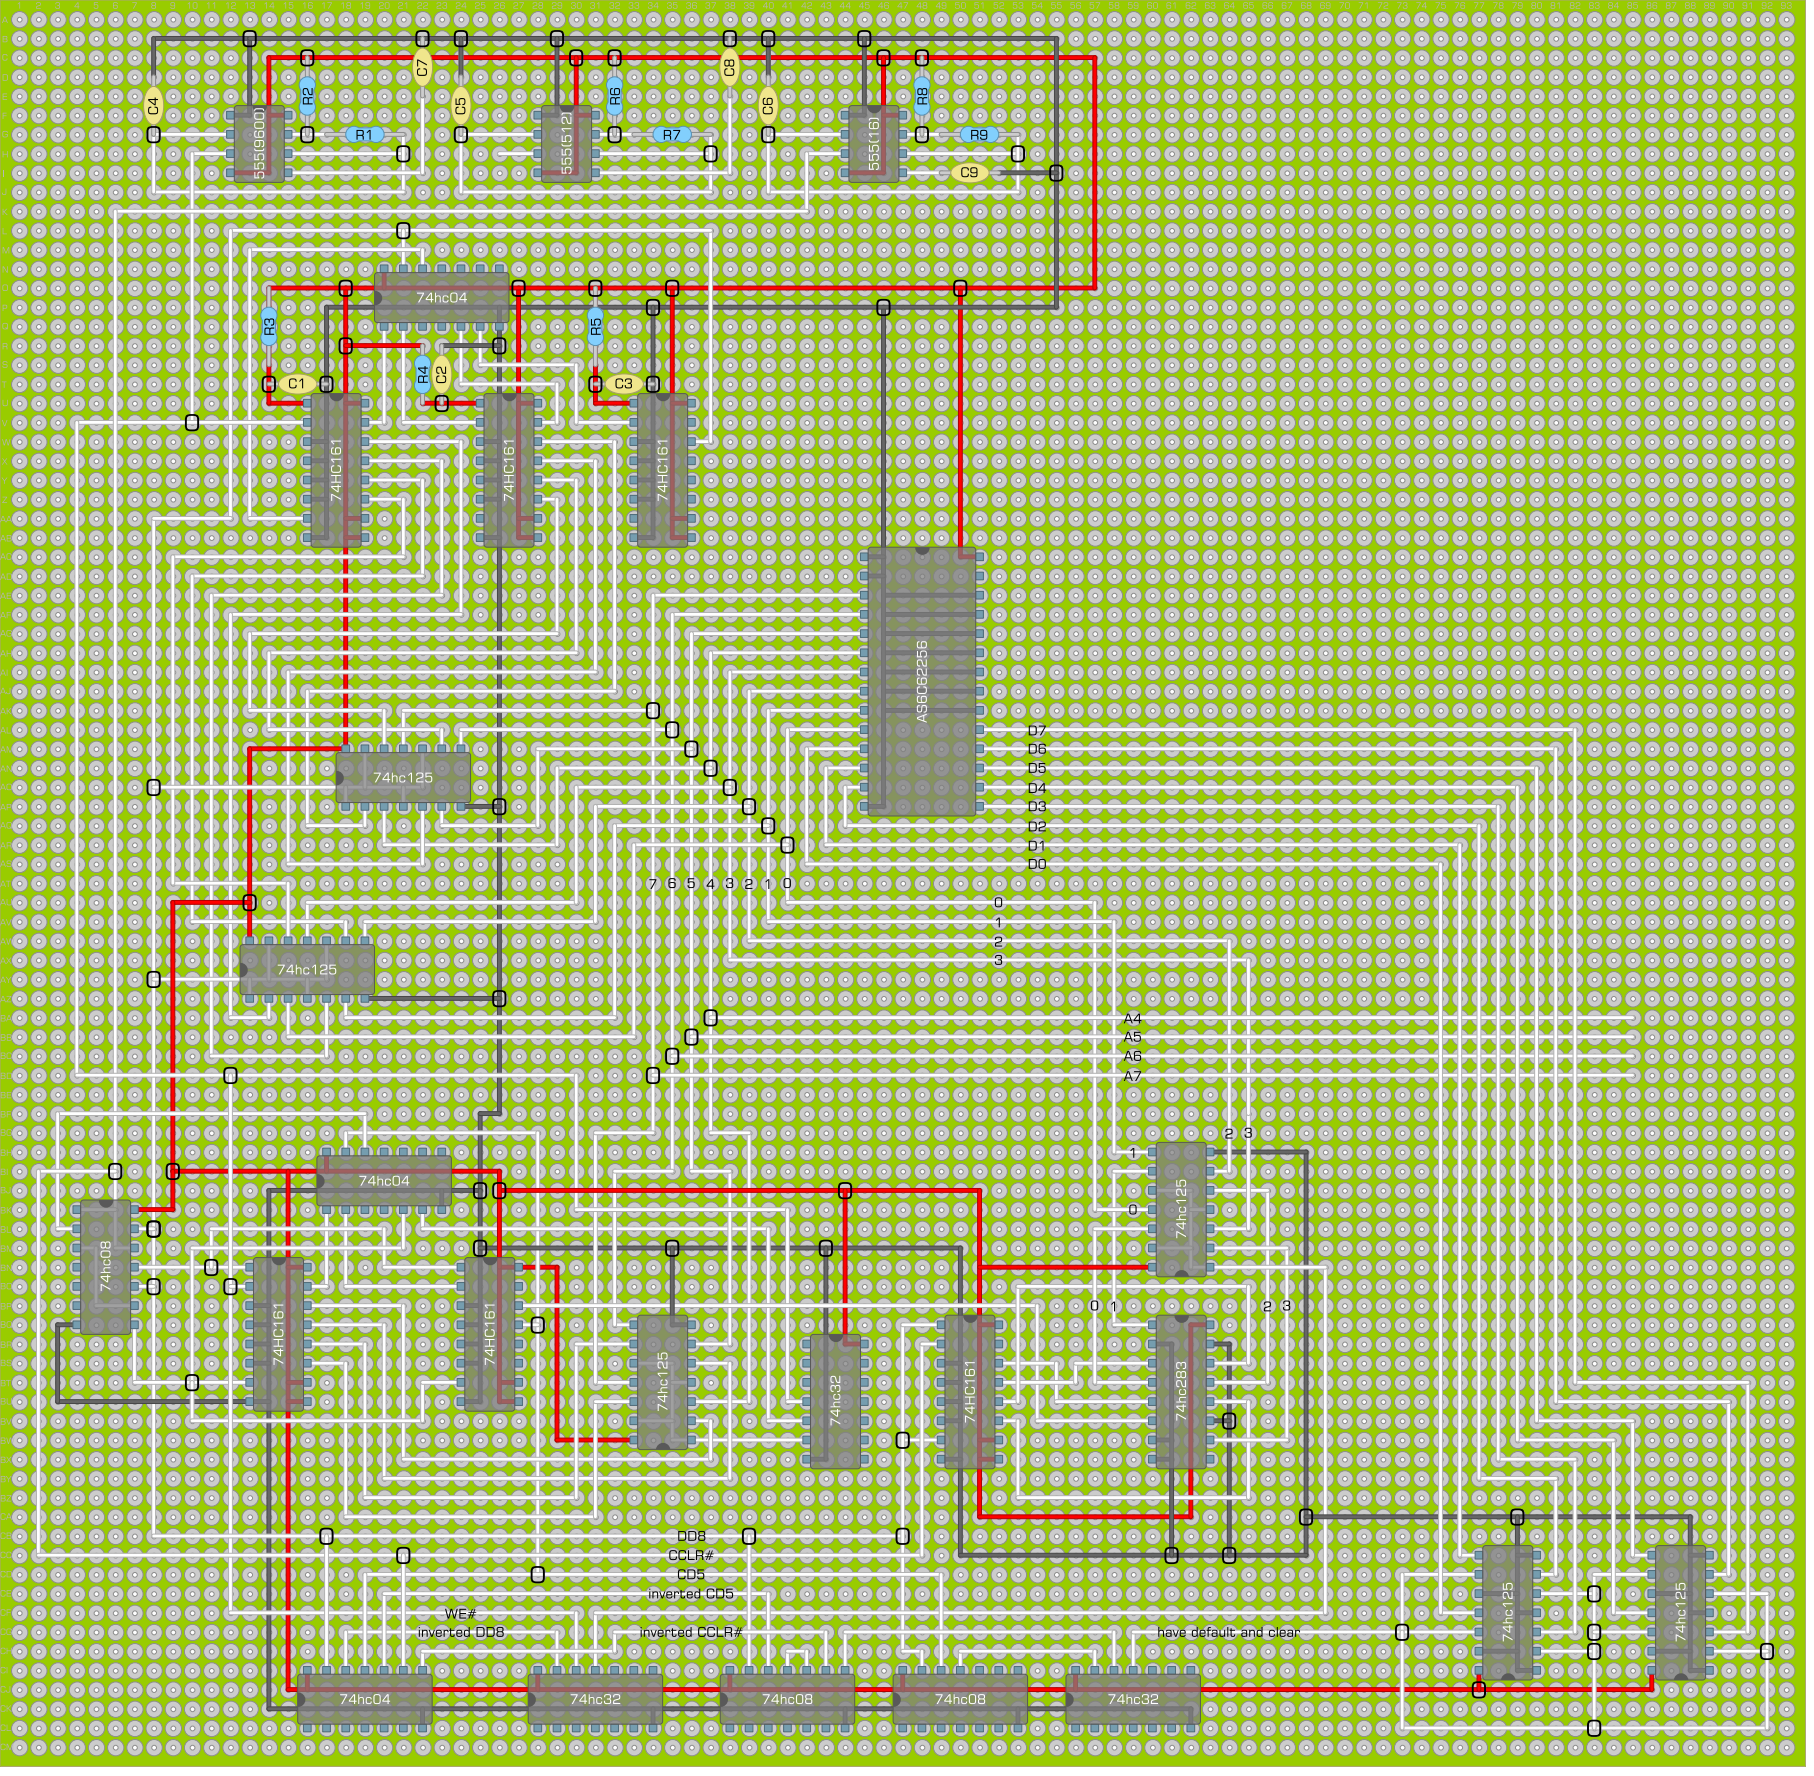 C7 C8
C4 R2 C5 R6 C6 R8
555(9600) R1 555(512) R7 555(16) R9
C9
74hc04
R3 R5
R4 C2
C1 C3
74HC161 74HC161 74HC161
AS6C62256
D7
D6
D5
74hc125 D4
D3
D2
D1
D0
7 6 5 4 3 2 1 0
0
1
2
3
74hc125
A4
A5
A6
A7
2 3
1
74hc04
0 74hc125
74hc08
0 1 2 3
74HC161 74HC161 74hc125 74hc32 74HC161 74hc283
DD8
CCLR#
CD5
inverted CD5
WE#
inverted DD8 inverted CCLR# have default and clear
74hc125 74hc125
74hc04 74hc32 74hc08 74hc08 74hc32